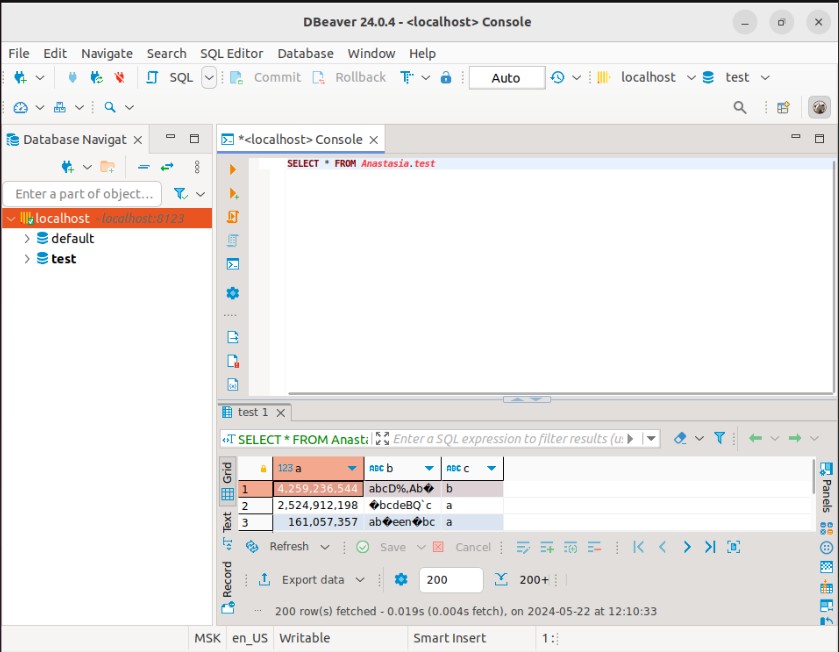 DBeaver 24.0.4 - <localhost> Console
File Edit Navigate Search SQL Editor Database Window Help
SQL Commit Rollback Auto localhost test
Database Navigat
*<localhost> Console
SELECT * FROM Anastasia.test
Enter a part of object...
localhost - localhost:8123
default
test
test 1
SELECT * FROM Anasta Enter a SQL expression to filter results (u
Grid
Text
Record
123 a ABC b ABC c
1 4,259,236,544 abcD%,Ab� b
2 2,524,912,198 �bcdeBQ`c a
3 161,057,357 ab�een�bc a
Panels
Refresh Save Cancel
Export data 200 200+
200 row(s) fetched - 0.019s (0.004s fetch), on 2024-05-22 at 12:10:33
MSK en_US Writable Smart Insert 1 :